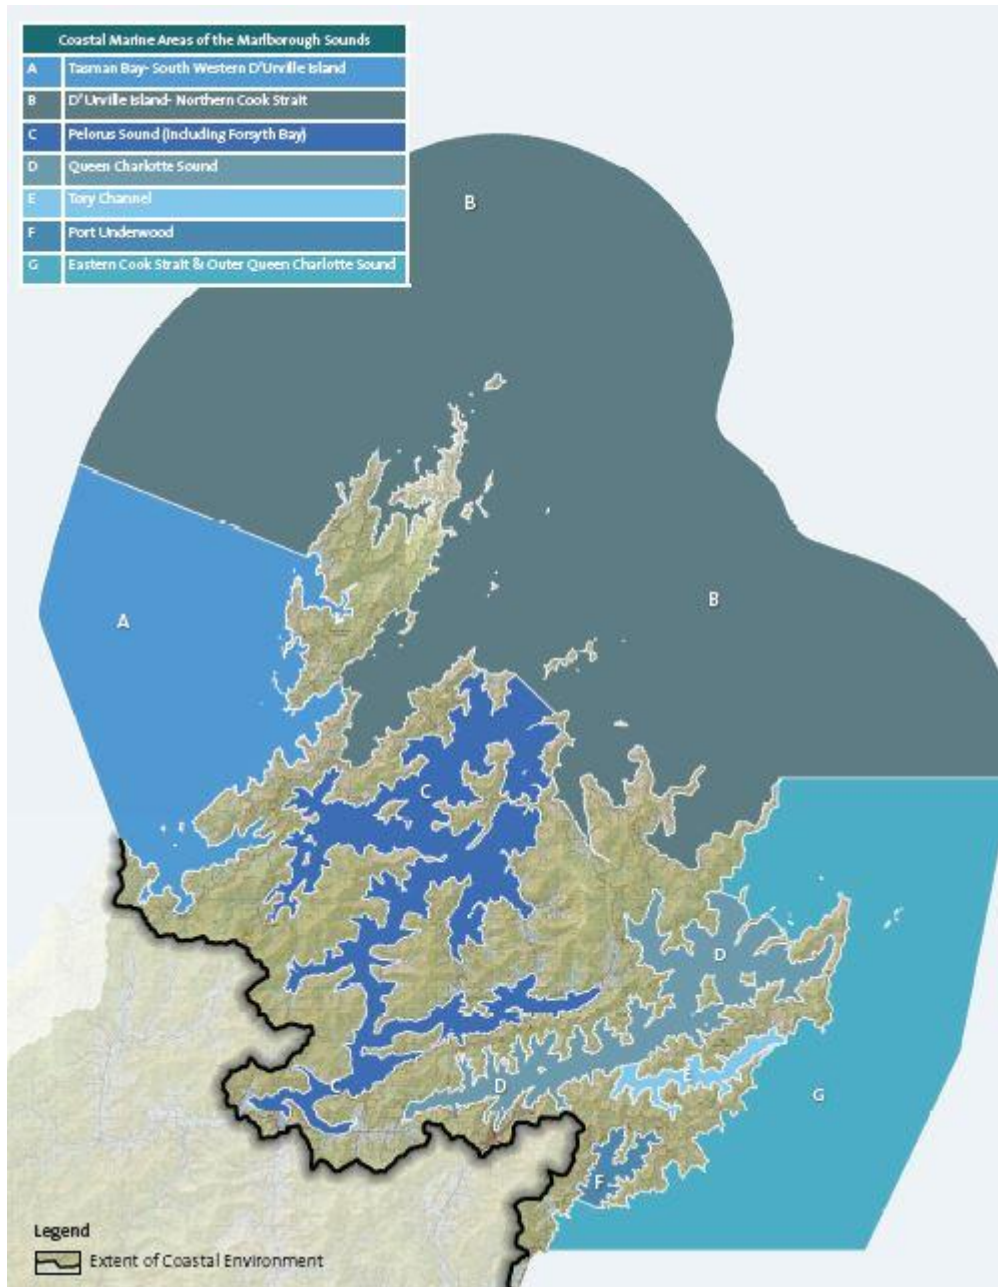 Coastal Marine Areas of the Marlborough Sounds
A Tasman Bay- South Western D'Urville Island
B D'Urville Island- Northern Cook Strait
C Pelorus Sound (Including Forsyth Bay)
D Queen Charlotte Sound
E Tory Channel
F Port Underwood
G Eastern Cook Strait & Outer Queen Charlotte Sound
B
B
A
C
D
E
D
G
C
F
Legend
Extent of Coastal Environment